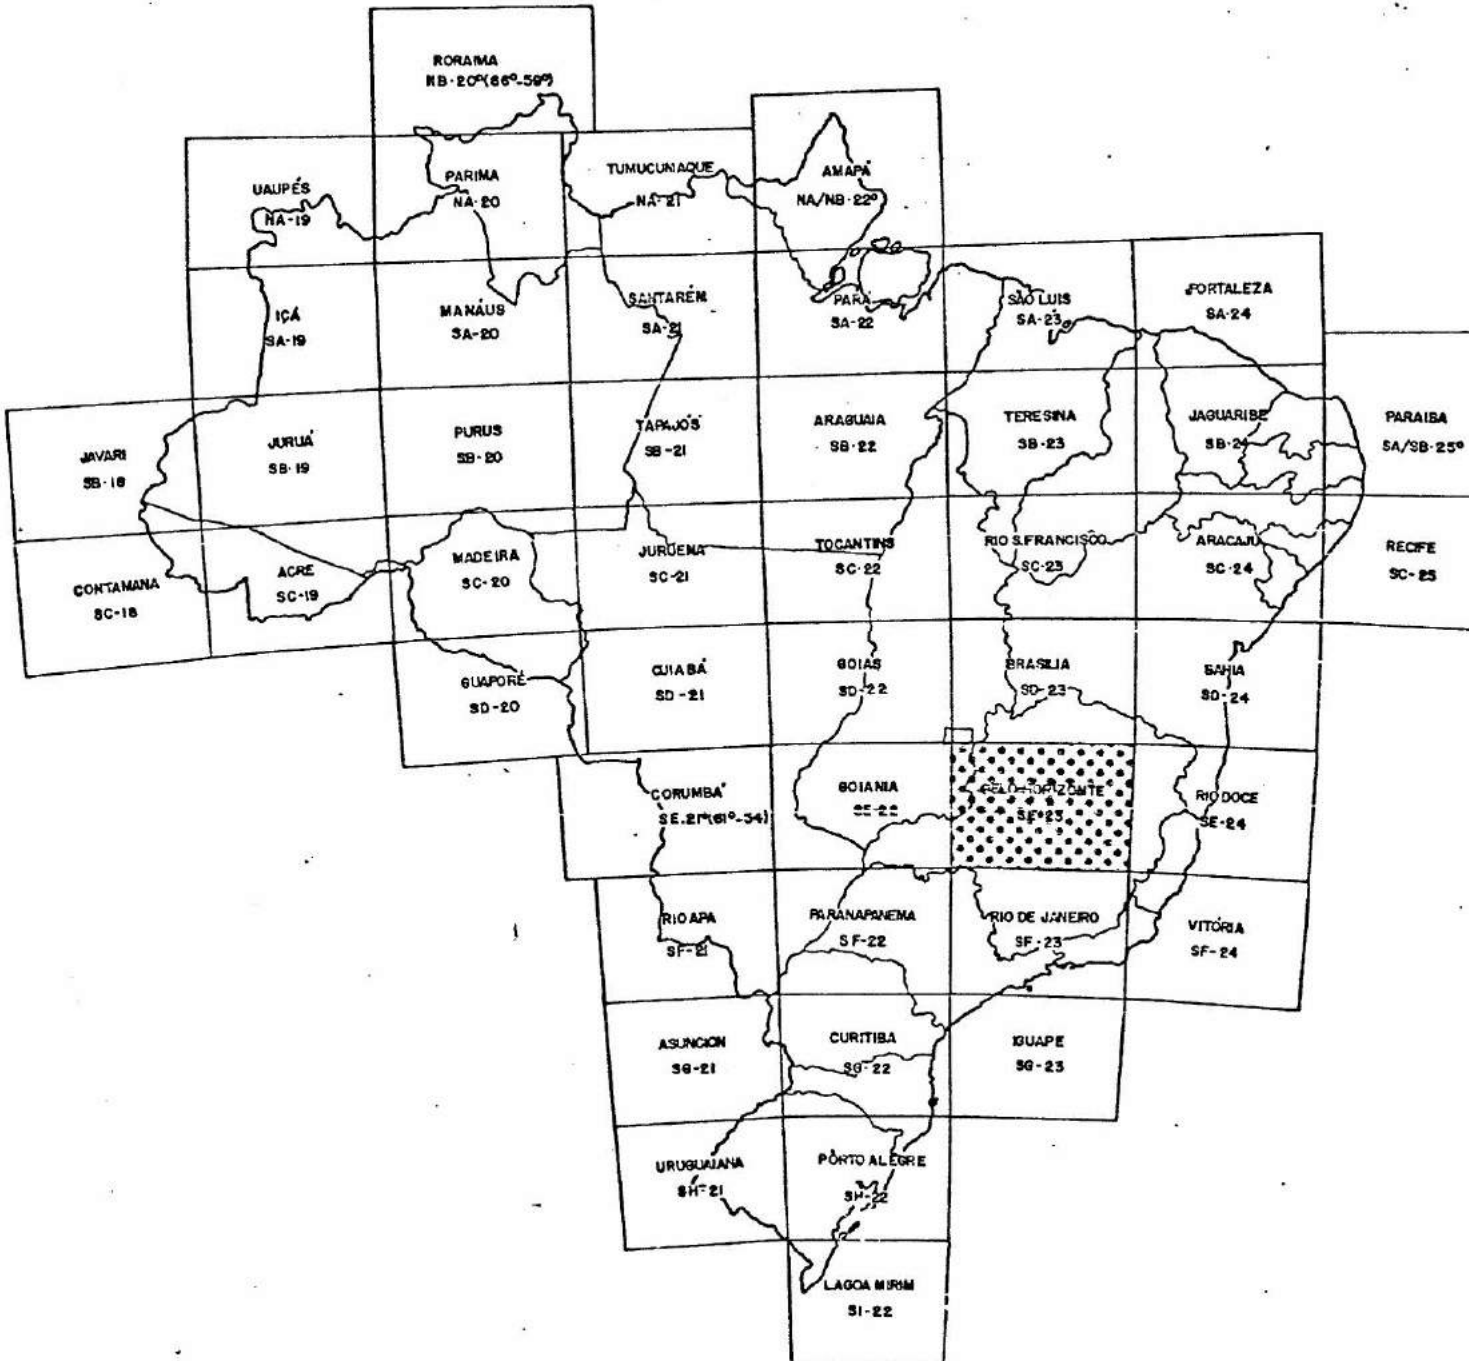 RORAIMA
NB-20º(66º-59º)
UAUPÉS
NA-19
PARIMA
NA-20
TUMUCUMAQUE
NA-21
AMAPÁ
NA/NB-22º
IÇÁ
SA-19
MANÁUS
SA-20
SANTARÉM
SA-21
PARÁ
SA-22
SÃO LUIS
SA-23
FORTALEZA
SA-24
JAVARI
SB-18
JURUÁ
SB-19
PURUS
SB-20
TAPAJÓS
SB-21
ARAGUAIA
SB-22
TERESINA
SB-23
JAGUARIBE
SB-24
PARAIBA
SA/SB-25º
CONTAMANA
SC-18
ACRE
SC-19
MADEIRA
SC-20
JURUENA
SC-21
TOCANTINS
SC-22
RIO S.FRANCISCO
SC-23
ARACAJU
SC-24
RECIFE
SC-25
GUAPORÉ
SD-20
CUIABÁ
SD-21
GOIAS
SD-22
BRASILIA
SD-23
BAHIA
SD-24
CORUMBÁ
SE-21º(61º-54)
GOIANIA
SE-22
BELO HORIZONTE
SE-23
RIO DOCE
SE-24
RIO APA
SF-21
PARANAPANEMA
SF-22
RIO DE JANEIRO
SF-23
VITÓRIA
SF-24
ASUNCION
SG-21
CURITIBA
SG-22
IGUAPE
SG-23
URUGUAIANA
SH-21
PÔRTO ALEGRE
SH-22
LAGOA MIRIM
SI-22